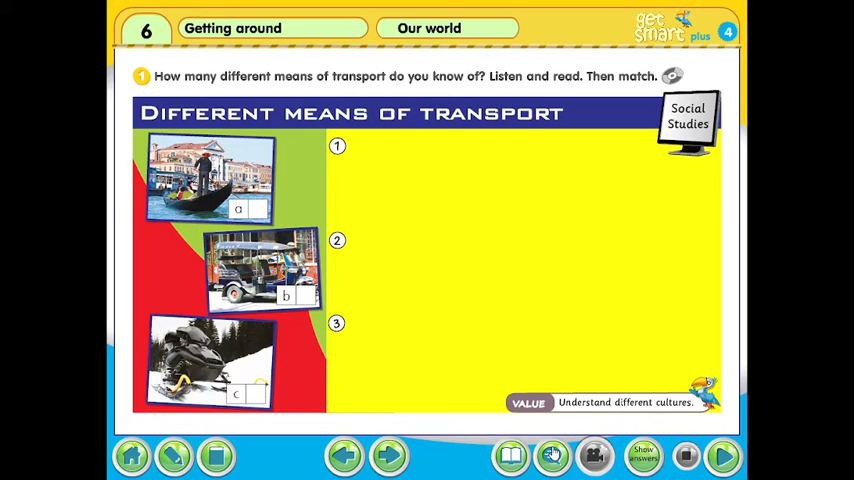 6
Getting around
Our world
get smart plus 4
1 How many different means of transport do you know of? Listen and read. Then match.
DIFFERENT MEANS OF TRANSPORT
Social
Studies
1
a
2
b
3
c
VALUE Understand different cultures.
Show
answers